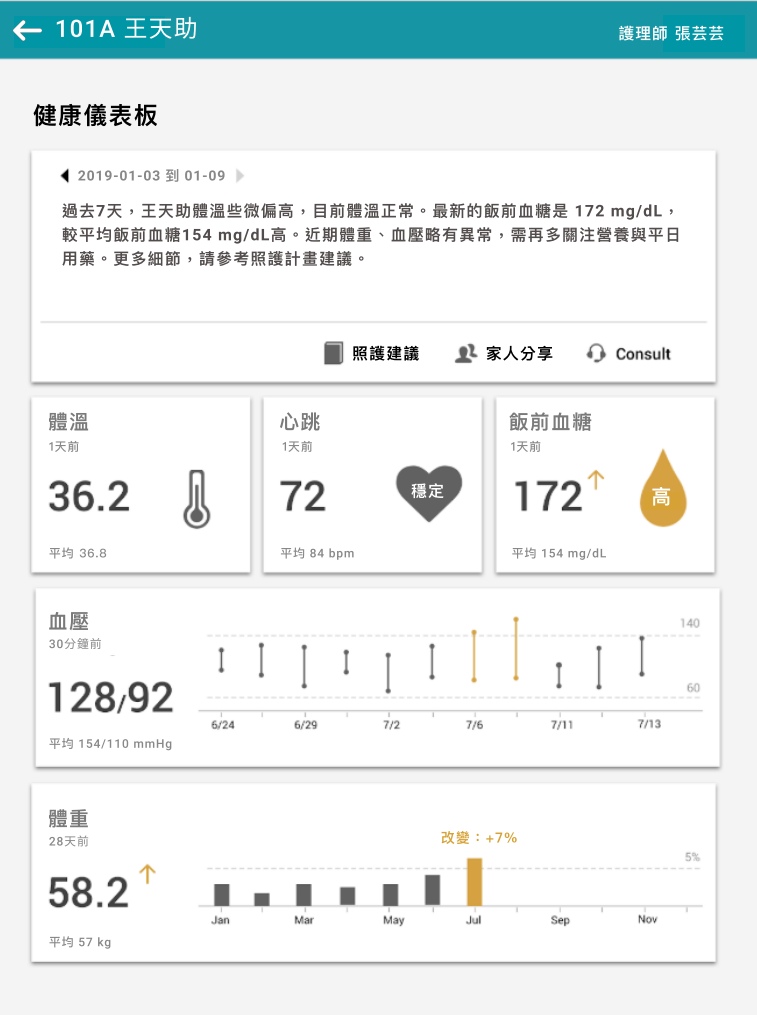 101A 王天助
護理師 張芸芸
健康儀表板
2019-01-03 到 01-09
過去7天，王天助體溫些微偏高，目前體溫正常。最新的飯前血糖是 172 mg/dL，
較平均飯前血糖154 mg/dL高。近期體重、血壓略有異常，需再多關注營養與平日
用藥。更多細節，請參考照護計畫建議。
照護建議
家人分享
Consult
體溫
1天前
36.2
平均 36.8
心跳
1天前
72
穩定
平均 84 bpm
飯前血糖
1天前
172
高
平均 154 mg/dL
血壓
30分鐘前
128/92
平均 154/110 mmHg
140
60
6/24 6/29 7/2 7/6 7/11 7/13
體重
28天前
58.2
平均 57 kg
改變：+7%
5%
Jan Mar May Jul Sep Nov